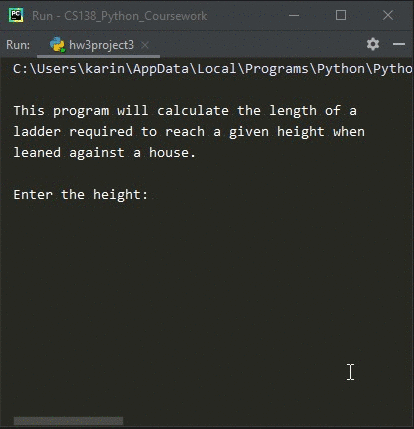 Run - CS138_Python_Coursework
Run: hw3project3
C:\Users\karin\AppData\Local\Programs\Python\Pytho
This program will calculate the length of a
ladder required to reach a given height when
leaned against a house.
Enter the height: